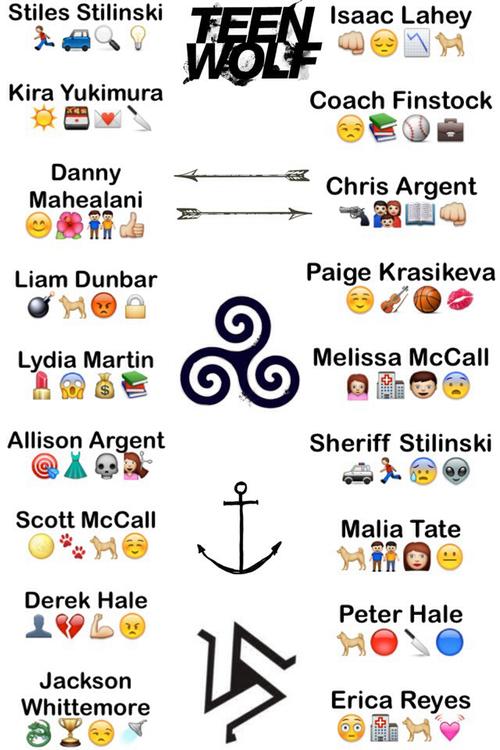 TEEN
WOLF
Stiles Stilinski
Kira Yukimura
Danny
Mahealani
Liam Dunbar
Lydia Martin
Allison Argent
Scott McCall
Derek Hale
Jackson
Whittemore
Isaac Lahey
Coach Finstock
Chris Argent
Paige Krasikeva
Melissa McCall
Sheriff Stilinski
Malia Tate
Peter Hale
Erica Reyes